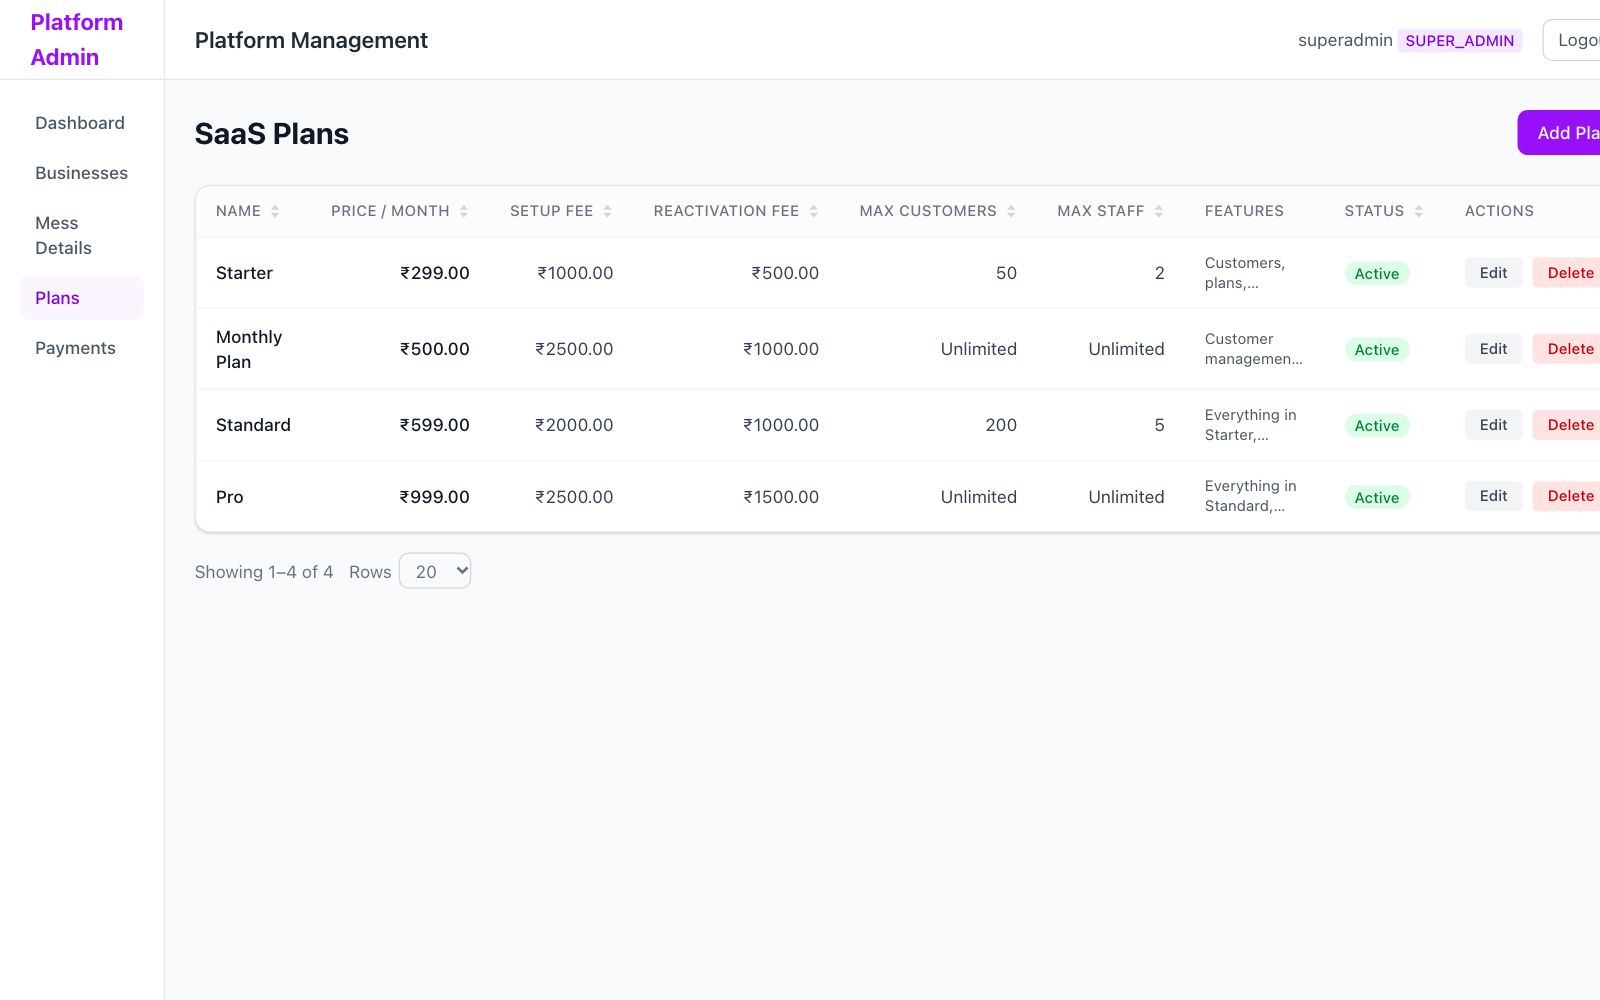 Platform
Admin
Platform Management
superadmin SUPER_ADMIN
Dashboard
Businesses
Mess
Details
Plans
Payments
SaaS Plans
NAME PRICE / MONTH SETUP FEE REACTIVATION FEE MAX CUSTOMERS MAX STAFF FEATURES STATUS ACTIONS
Starter ₹299.00 ₹1000.00 ₹500.00 50 2 Customers,
plans,... Active Edit Delete
Monthly
Plan ₹500.00 ₹2500.00 ₹1000.00 Unlimited Unlimited Customer
managemen... Active Edit Delete
Standard ₹599.00 ₹2000.00 ₹1000.00 200 5 Everything in
Starter,... Active Edit Delete
Pro ₹999.00 ₹2500.00 ₹1500.00 Unlimited Unlimited Everything in
Standard,... Active Edit Delete
Showing 1–4 of 4 Rows 20
Add